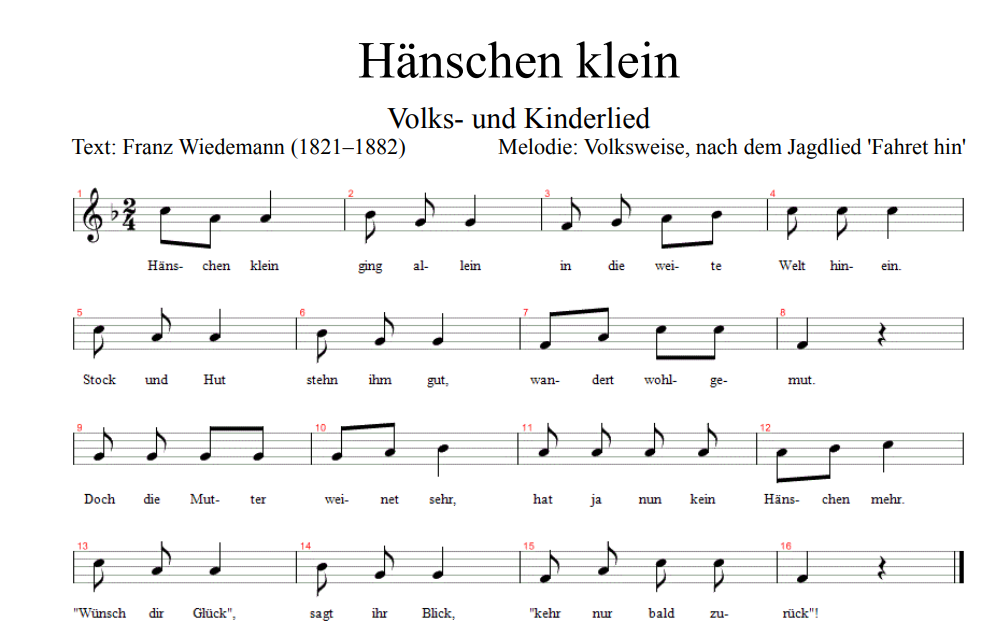 Hänschen klein
Volks- und Kinderlied
Text: Franz Wiedemann (1821–1882) Melodie: Volksweise, nach dem Jagdlied 'Fahret hin'
1 2 3 4
2
4
Häns- chen klein ging al- lein in die wei- te Welt hin- ein.
5 6 7 8
Stock und Hut stehn ihm gut, wan- dert wohl- ge- mut.
9 10 11 12
Doch die Mut- ter wei- net sehr, hat ja nun kein Häns- chen mehr.
13 14 15 16
"Wünsch dir Glück", sagt ihr Blick, "kehr nur bald zu- rück"!